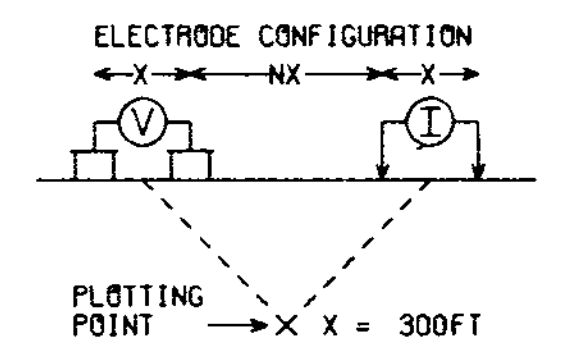 ELECTRODE CONFIGURATION
X NX X
V I
PLOTTING
POINT X X = 300FT